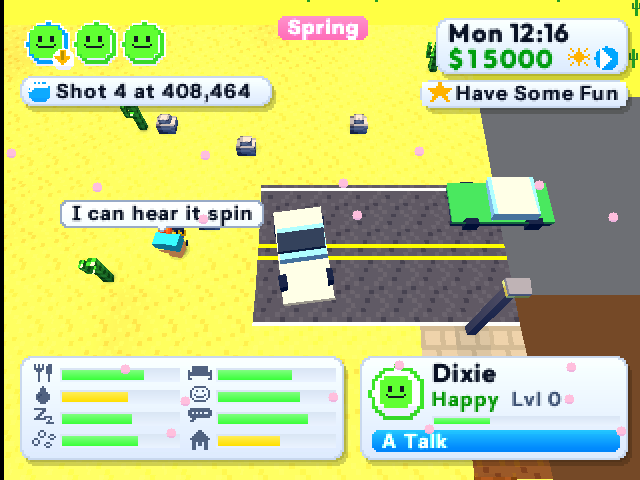 Spring
Mon 12:16
$15000
Shot 4 at 408,464
Have Some Fun
I can hear it spin
Dixie
Happy Lvl 0
A Talk